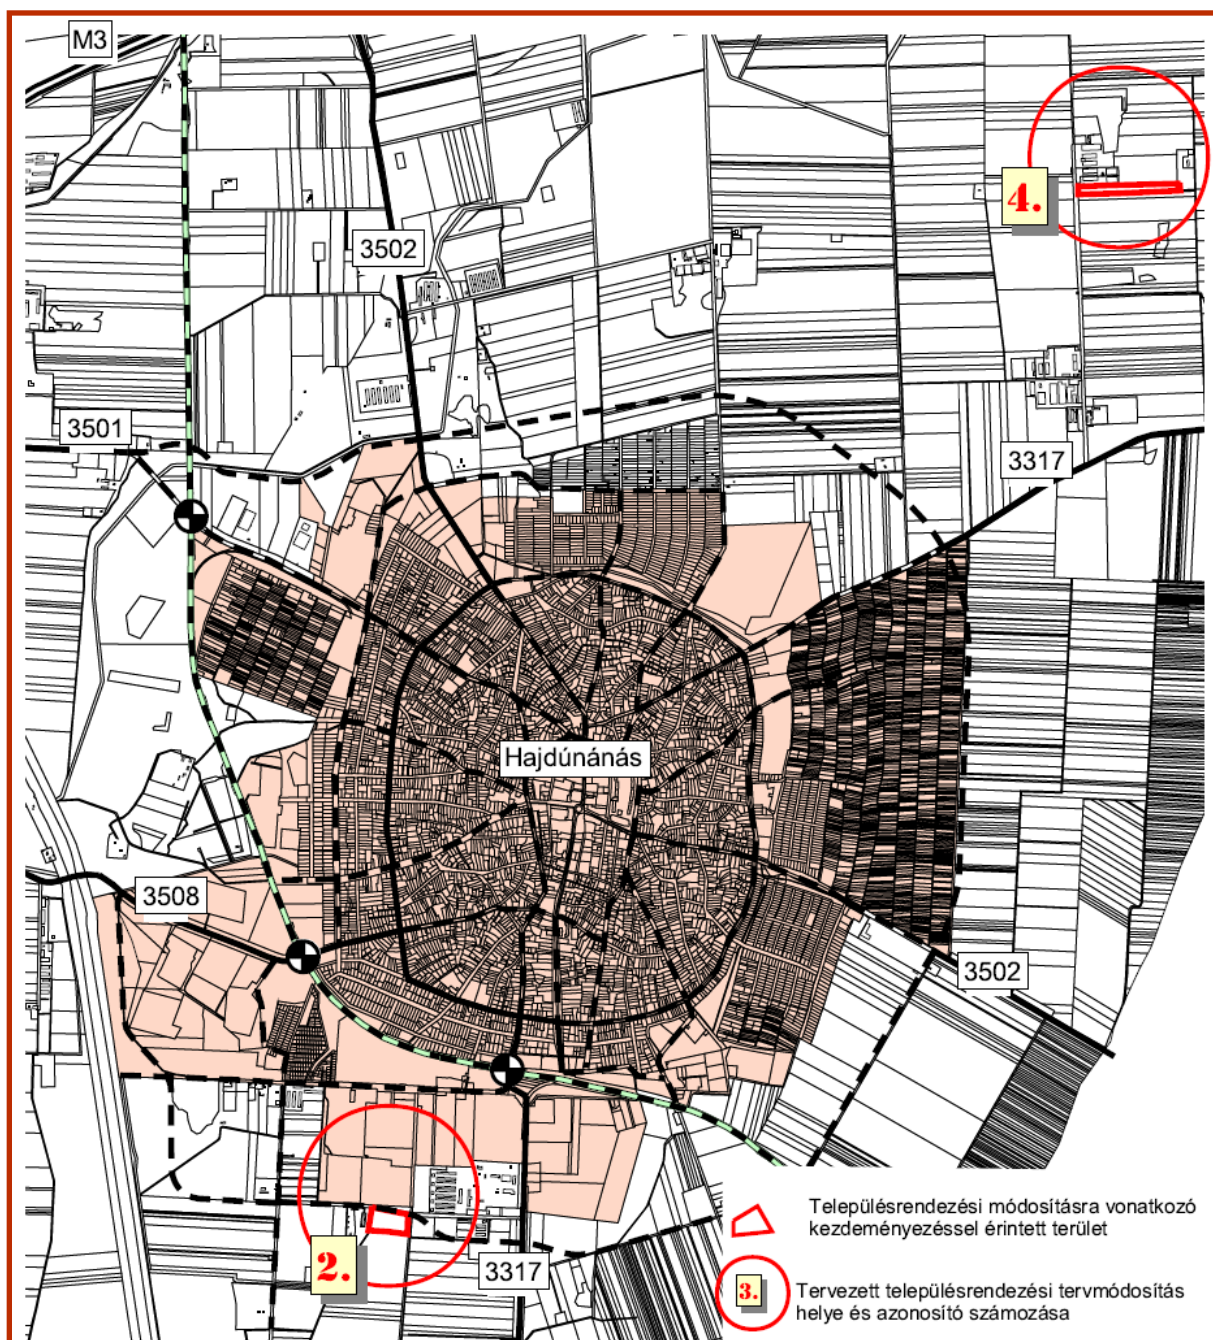 M3
4.
3502
3501
3317
Hajdúnánás
3508
3502
2.
3317
Településrendezési módosításra vonatkozó
kezdeményezéssel érintett terület
3.
Tervezett településrendezési tervmódosítás
helye és azonosító számozása